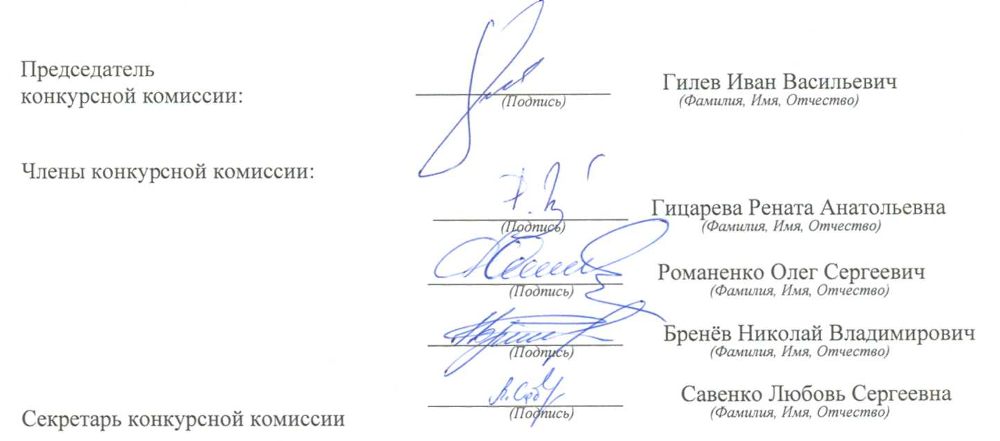 Председатель
конкурсной комиссии:
Гилев Иван Васильевич
(Подпись)
(Фамилия, Имя, Отчество)
Члены конкурсной комиссии:
Гицарева Рената Анатольевна
(Подпись)
(Фамилия, Имя, Отчество)
Романенко Олег Сергеевич
(Подпись)
(Фамилия, Имя, Отчество)
Бренёв Николай Владимирович
(Подпись)
(Фамилия, Имя, Отчество)
Савенко Любовь Сергеевна
(Подпись)
(Фамилия, Имя, Отчество)
Секретарь конкурсной комиссии